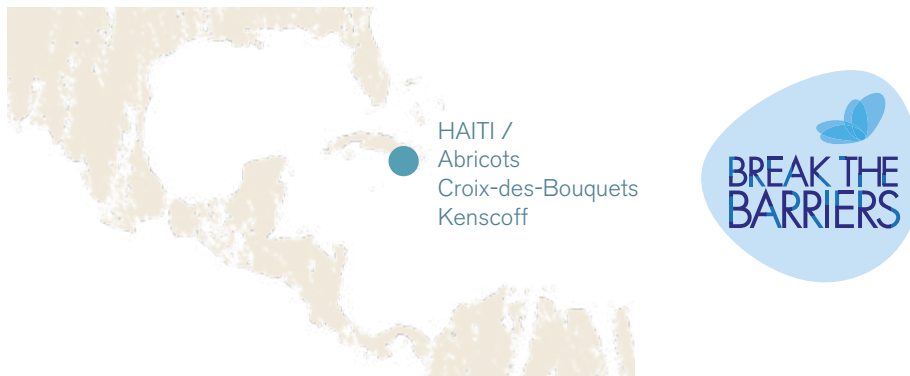 HAITI /
Abricots
Croix-des-Bouquets
Kenscoff
BREAK THE
BARRIERS